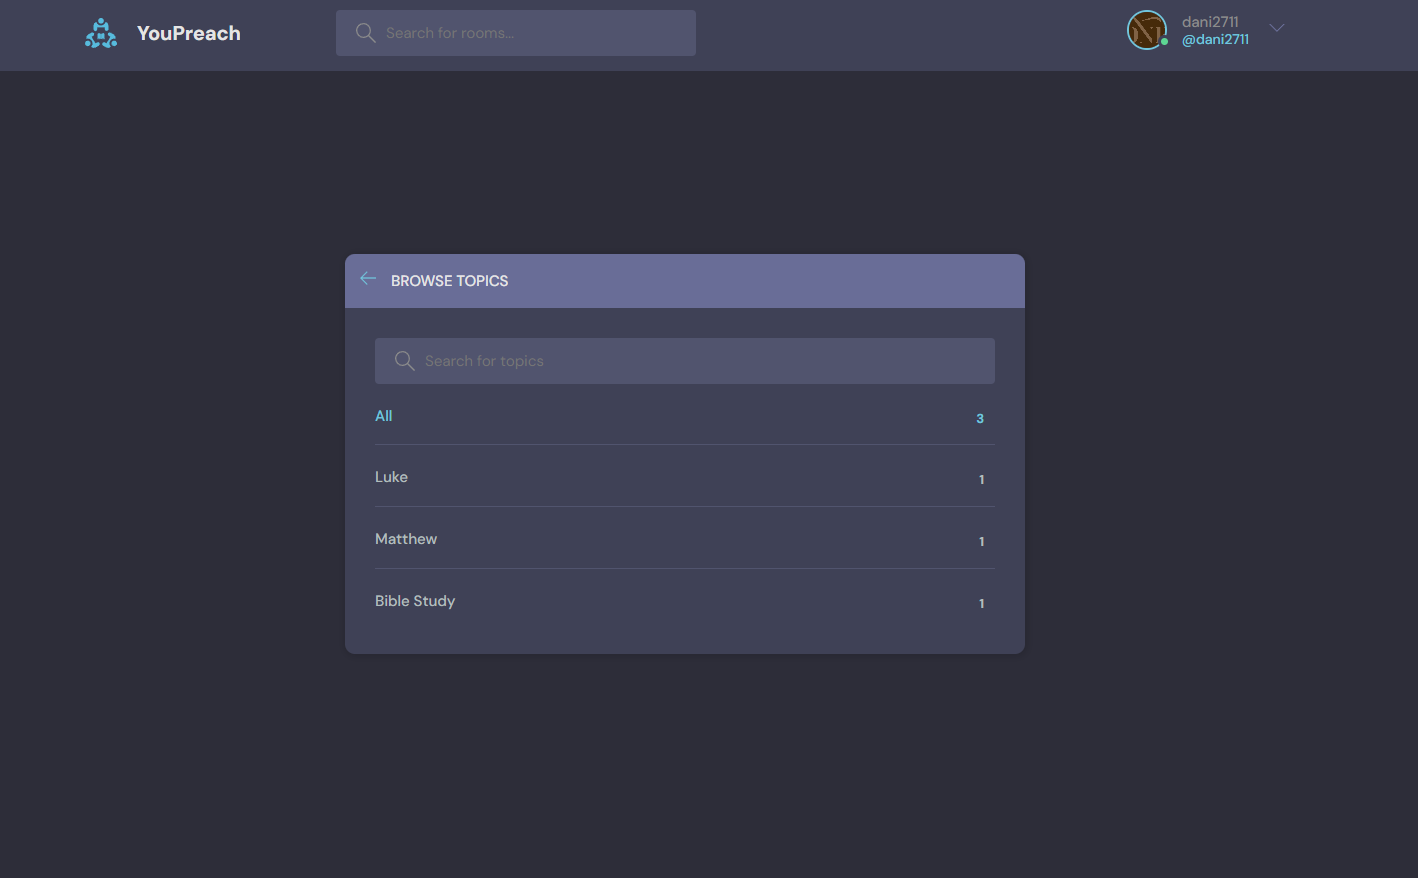 YouPreach
Search for rooms...
dani2711
@dani2711
BROWSE TOPICS
Search for topics
All 3
Luke 1
Matthew 1
Bible Study 1